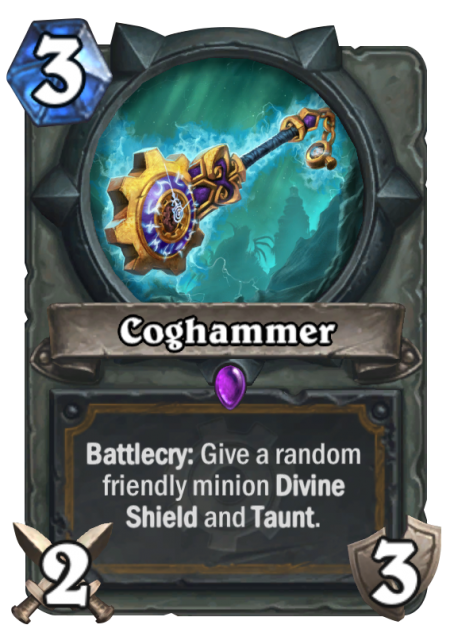 3
Coghammer
Battlecry: Give a random
friendly minion Divine
Shield and Taunt.
2
3